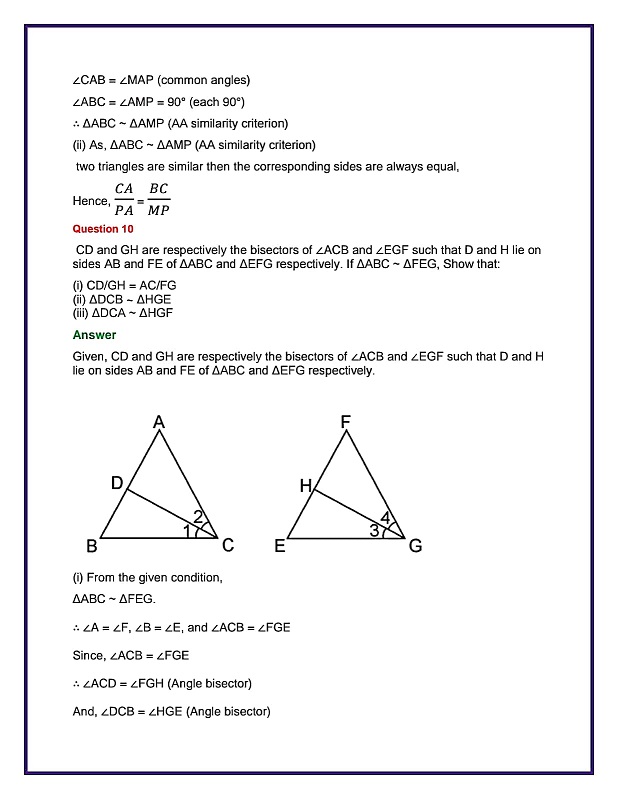 ∠CAB = ∠MAP (common angles)
∠ABC = ∠AMP = 90° (each 90°)
∴ ΔABC ~ ΔAMP (AA similarity criterion)
(ii) As, ΔABC ~ ΔAMP (AA similarity criterion)
two triangles are similar then the corresponding sides are always equal,
Hence, CA/PA = BC/MP
Question 10
CD and GH are respectively the bisectors of ∠ACB and ∠EGF such that D and H lie on
sides AB and FE of ΔABC and ΔEFG respectively. If ΔABC ~ ΔFEG, Show that:
(i) CD/GH = AC/FG
(ii) ΔDCB ~ ΔHGE
(iii) ΔDCA ~ ΔHGF
Answer
Given, CD and GH are respectively the bisectors of ∠ACB and ∠EGF such that D and H
lie on sides AB and FE of ΔABC and ΔEFG respectively.
A F
D H
2 4
1 3
B C E G
(i) From the given condition,
ΔABC ~ ΔFEG.
∴ ∠A = ∠F, ∠B = ∠E, and ∠ACB = ∠FGE
Since, ∠ACB = ∠FGE
∴ ∠ACD = ∠FGH (Angle bisector)
And, ∠DCB = ∠HGE (Angle bisector)